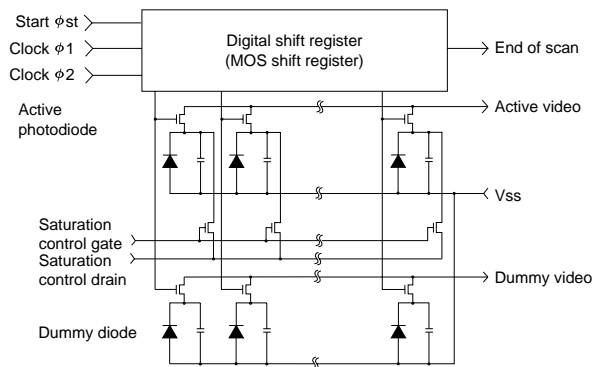 Start φst
Clock φ1
Clock φ2
Digital shift register
(MOS shift register)
End of scan
Active
photodiode
Active video
Vss
Saturation
control gate
Saturation
control drain
Dummy video
Dummy diode